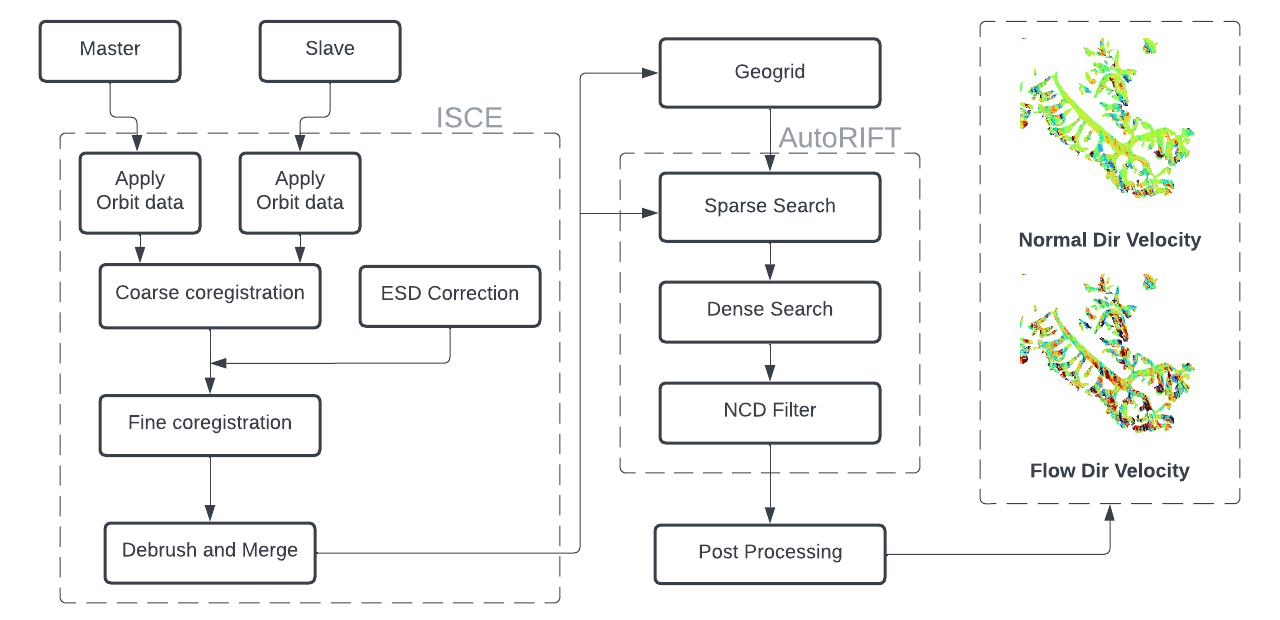 Master
Slave
ISCE
Apply
Orbit data
Apply
Orbit data
Coarse coregistration
ESD Correction
Fine coregistration
Debrush and Merge
Geogrid
AutoRIFT
Sparse Search
Dense Search
NCD Filter
Post Processing
Normal Dir Velocity
Flow Dir Velocity